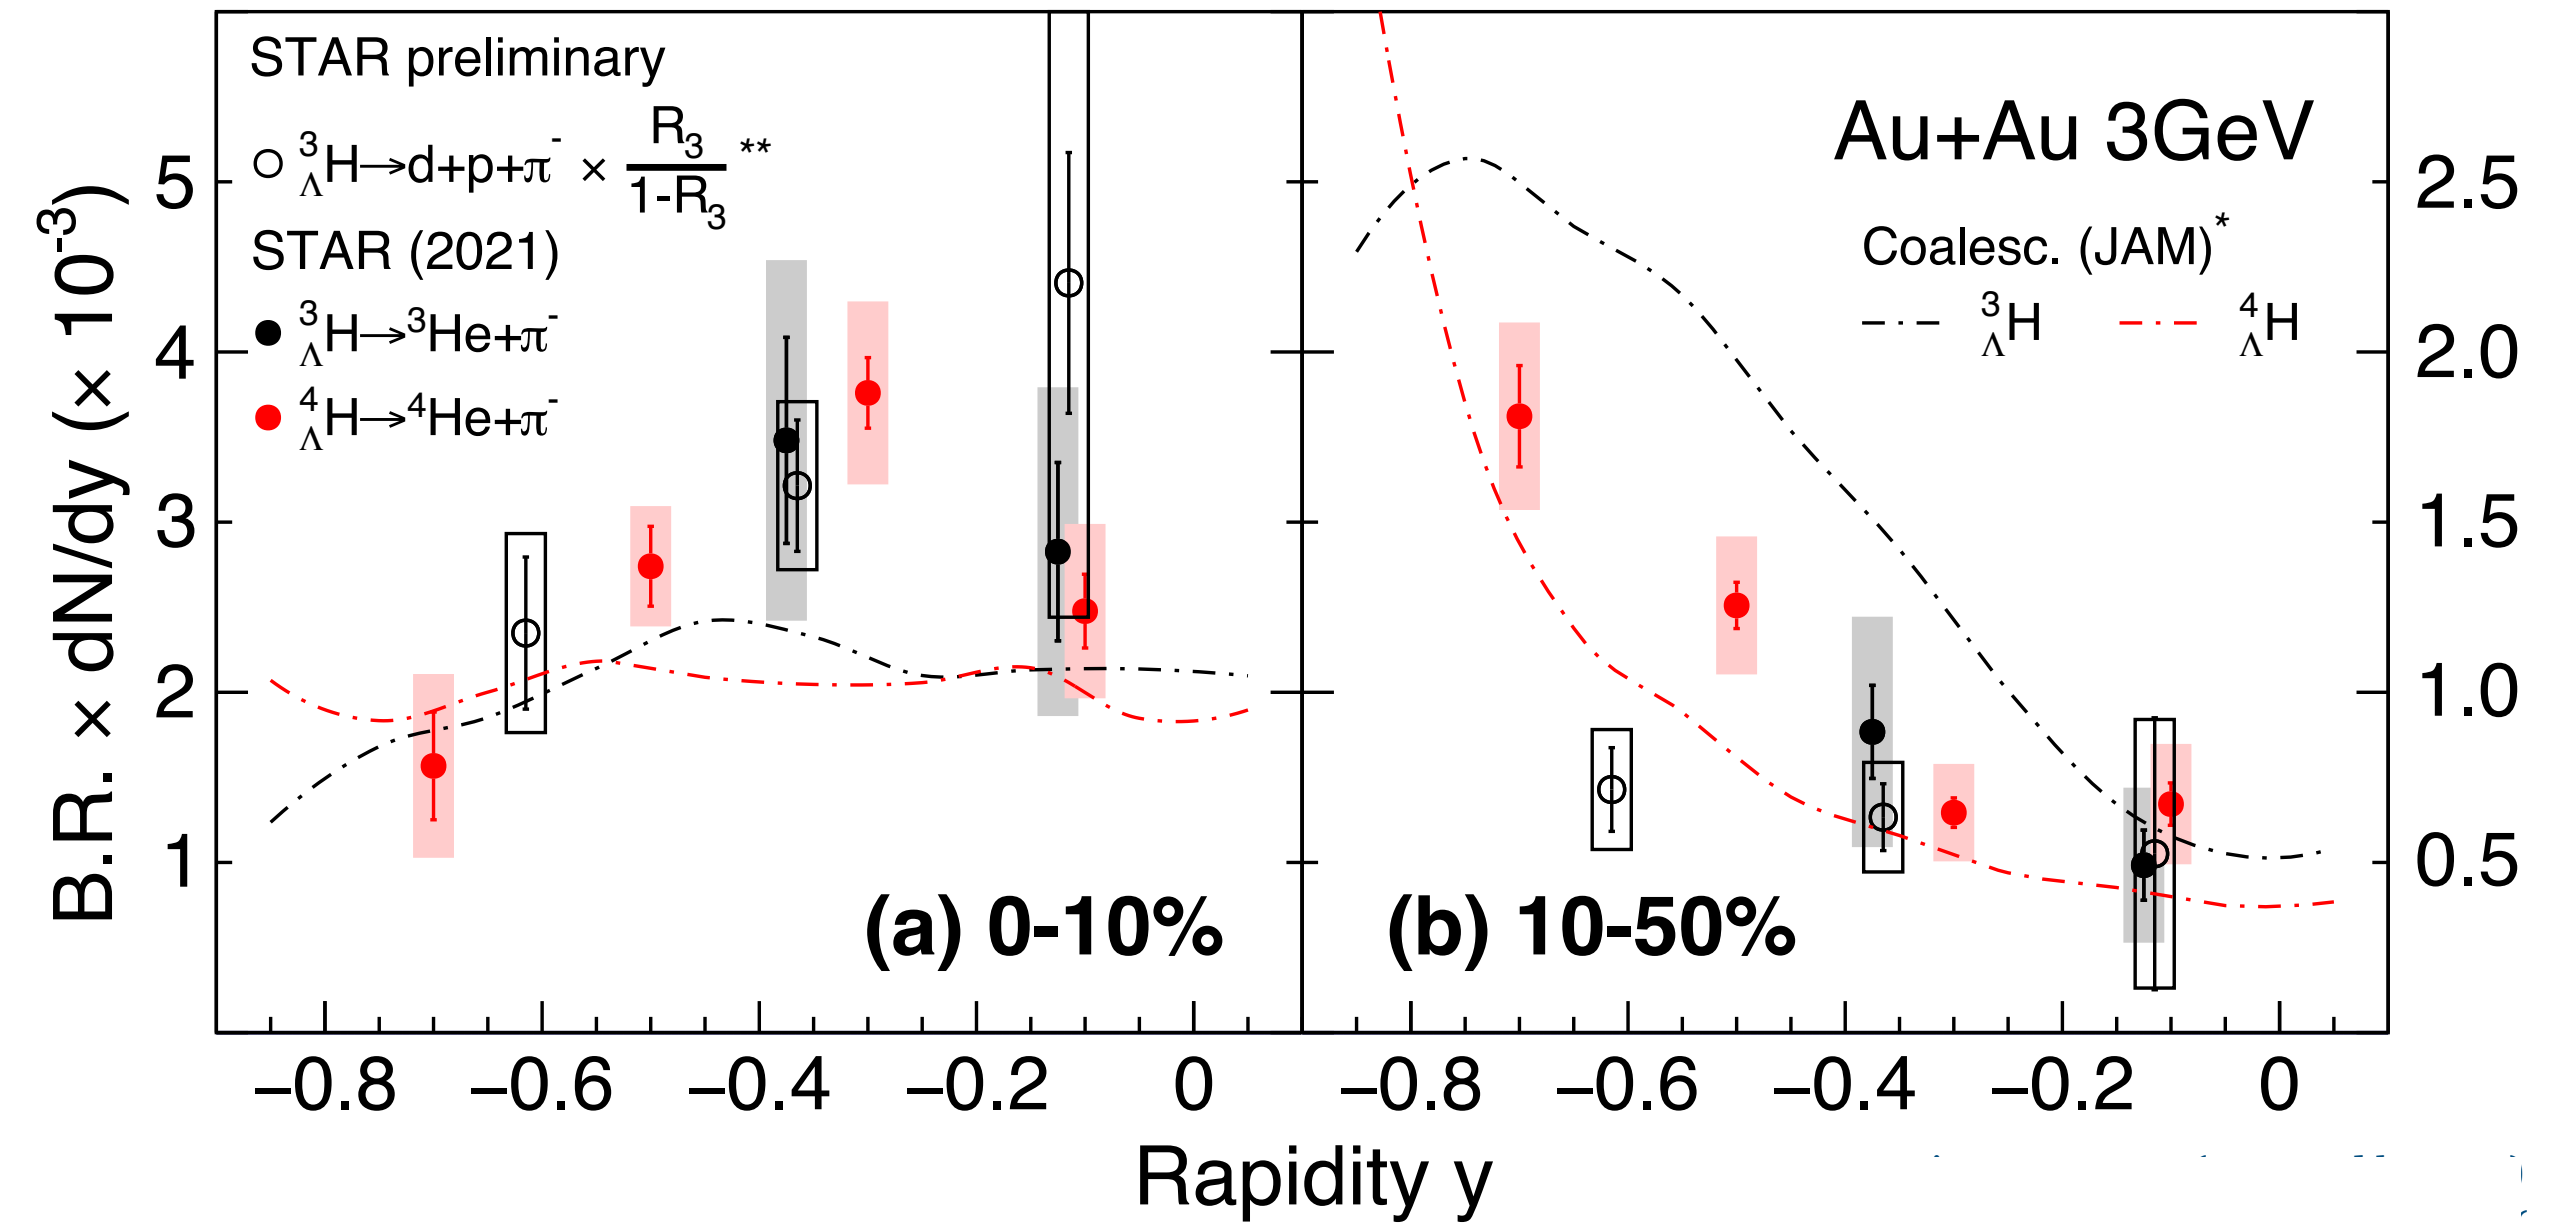 STAR preliminary
○ ³ΛH→d+p+π⁻ × R₃/(1-R₃) **
STAR (2021)
● ³ΛH→³He+π⁻
● ⁴ΛH→⁴He+π⁻
Au+Au 3GeV
Coalesc. (JAM)*
³ΛH ⁴ΛH
(a) 0-10%
(b) 10-50%
B.R. × dN/dy (× 10⁻³)
5
4
3
2
1
2.5
2.0
1.5
1.0
0.5
−0.8 −0.6 −0.4 −0.2 0
−0.8 −0.6 −0.4 −0.2 0
Rapidity y